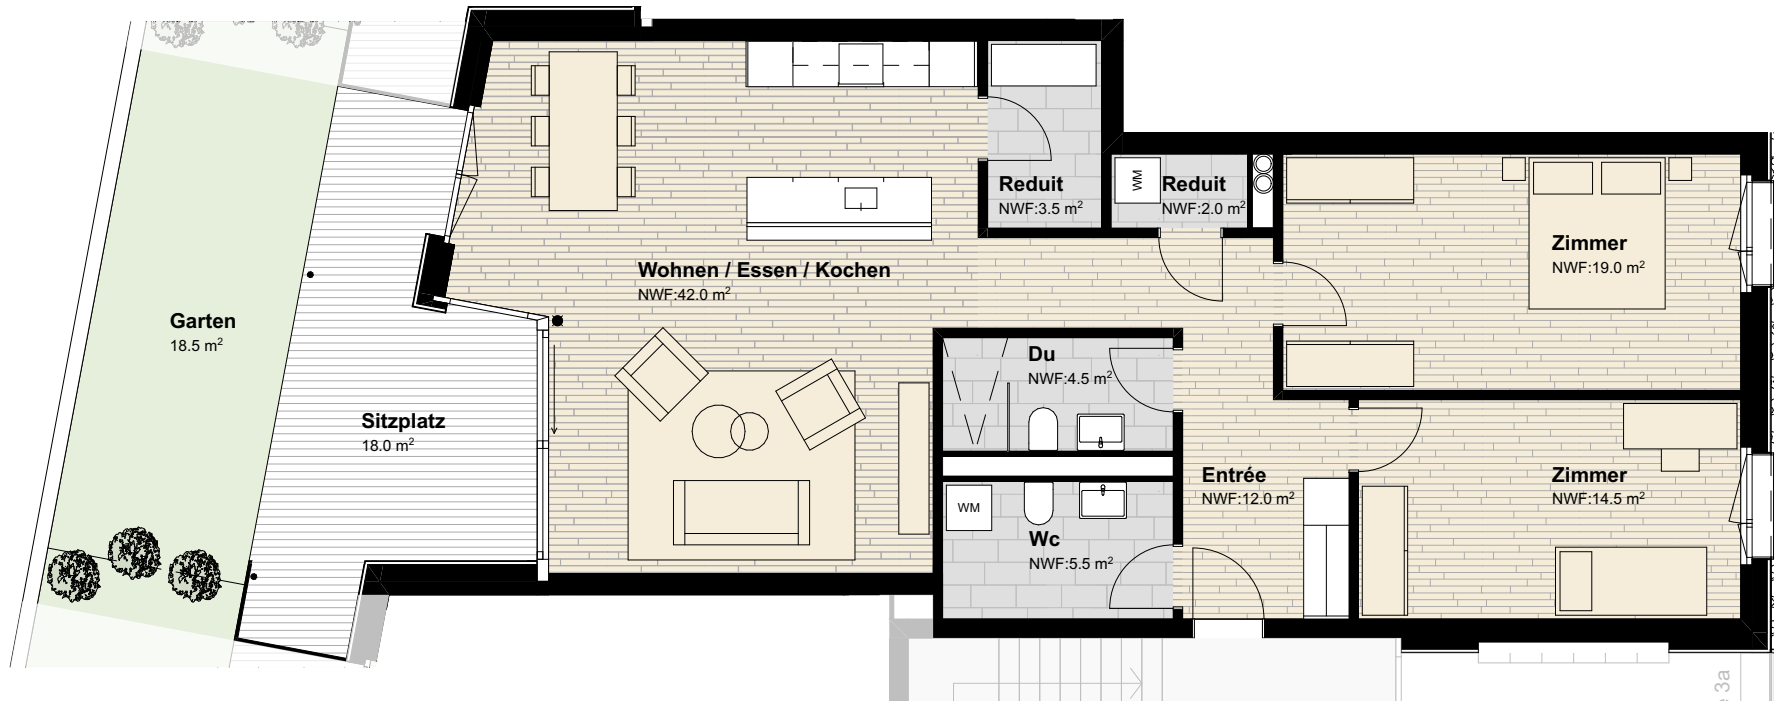 Reduit
NWF:3.5 m²
WM
Reduit
NWF:2.0 m²
Zimmer
NWF:19.0 m²
Wohnen / Essen / Kochen
NWF:42.0 m²
Garten
18.5 m²
Du
NWF:4.5 m²
Sitzplatz
18.0 m²
Entrée
NWF:12.0 m²
Zimmer
NWF:14.5 m²
WM
Wc
NWF:5.5 m²
3a